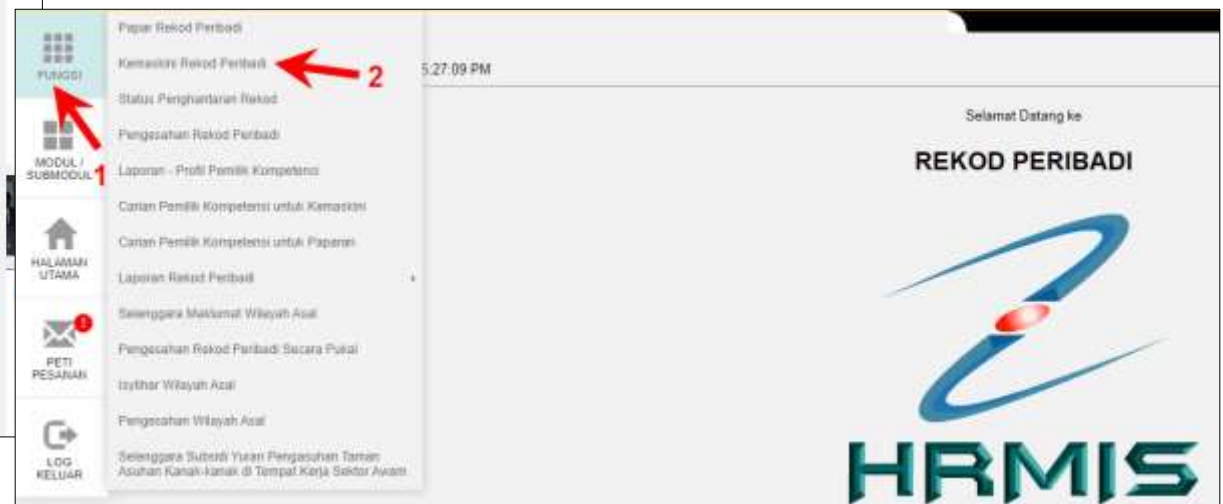 FUNGSI
1
MODUL /
SUBMODUL
HALAMAN
UTAMA
1
PETI
PESANAN
LOG
KELUAR
Papar Rekod Peribadi
Kemaskini Rekod Peribadi
2
Status Penghantaran Rekod
Pengesahan Rekod Peribadi
Laporan - Profil Pemilik Kompetensi
Carian Pemilik Kompetensi untuk Kemaskini
Carian Pemilik Kompetensi untuk Paparan
Laporan Rekod Peribadi
Selenggara Maklumat Wilayah Asal
Pengesahan Rekod Peribadi Secara Pukal
Isytihar Wilayah Asal
Pengesahan Wilayah Asal
Selenggara Subsidi Yuran Pengasuhan Taman
Asuhan Kanak-kanak di Tempat Kerja Sektor Awam
5:27:09 PM
Selamat Datang ke
REKOD PERIBADI
HRMIS